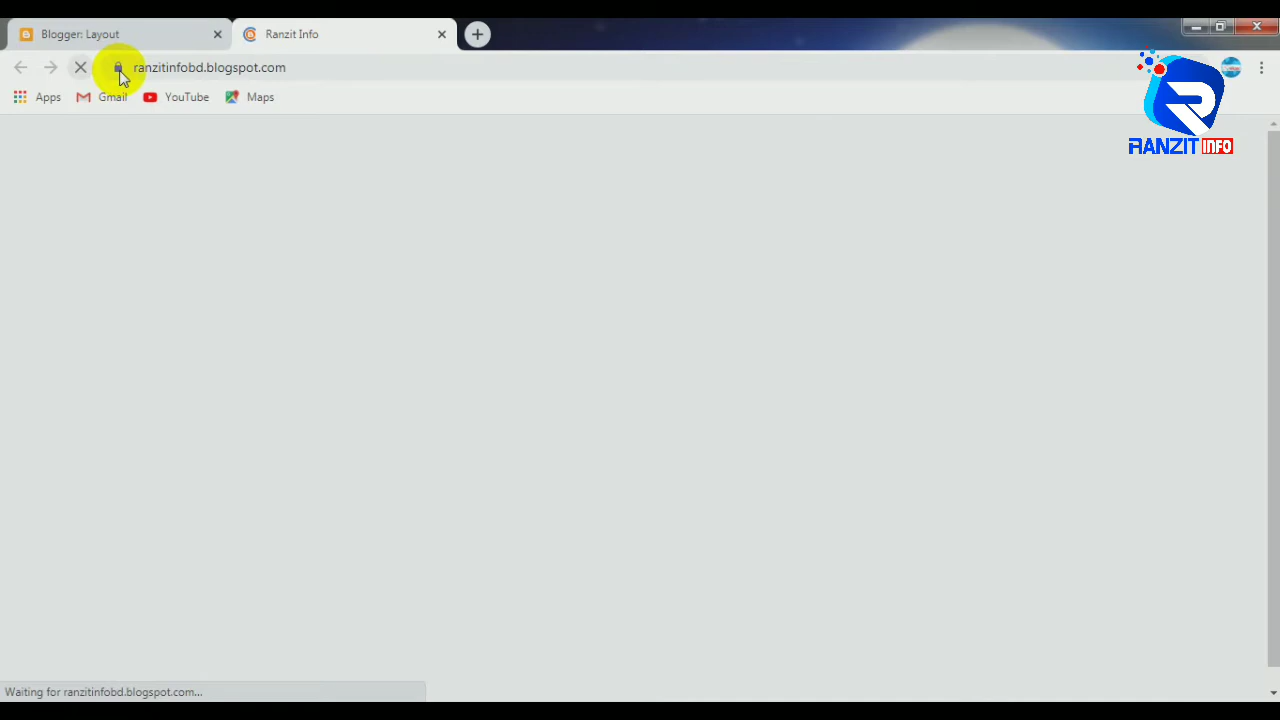 Blogger: Layout
Ranzit Info
ranzitinfobd.blogspot.com
Apps
Gmail
YouTube
Maps
RANZIT INFO
Waiting for ranzitinfobd.blogspot.com...